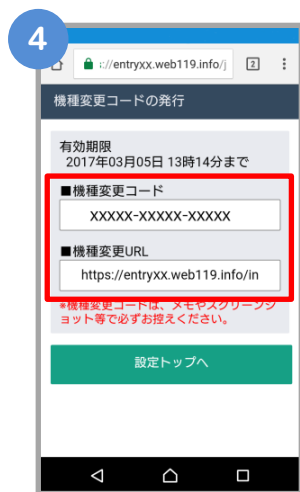 4
://entryxx.web119.info/j
2
機種変更コードの発行
有効期限
2017年03月05日 13時14分まで
■機種変更コード
XXXXX-XXXXX-XXXXX
■機種変更URL
https://entryxx.web119.info/in
*機種変更コードは、メモやスクリーンシ
ョット等で必ずお控えください。
設定トップへ